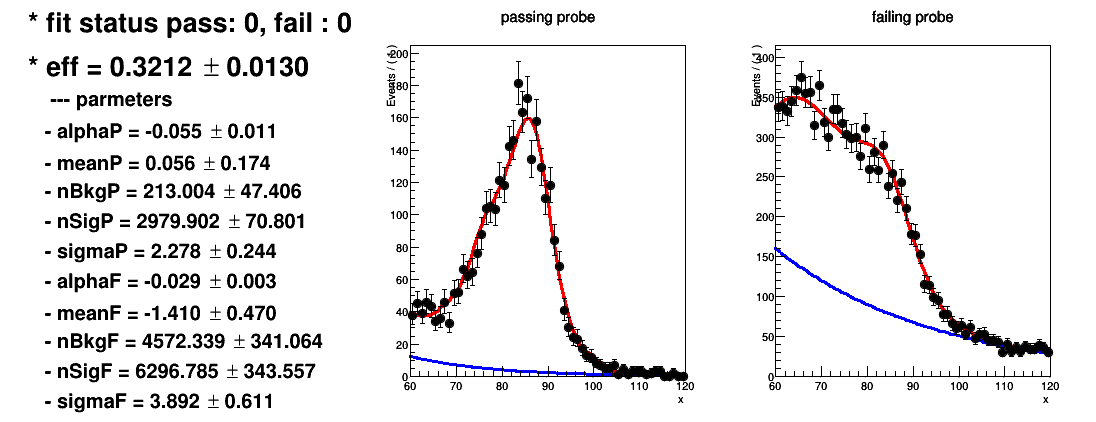 * fit status pass: 0, fail : 0
* eff = 0.3212 ± 0.0130
--- parmeters
- alphaP = -0.055 ± 0.011
- meanP = 0.056 ± 0.174
- nBkgP = 213.004 ± 47.406
- nSigP = 2979.902 ± 70.801
- sigmaP = 2.278 ± 0.244
- alphaF = -0.029 ± 0.003
- meanF = -1.410 ± 0.470
- nBkgF = 4572.339 ± 341.064
- nSigF = 6296.785 ± 343.557
- sigmaF = 3.892 ± 0.611
passing probe
Events / (
200
180
160
140
120
100
80
60
40
20
0
60 70 80 90 100 110 120
x
failing probe
Events / (
400
350
300
250
200
150
100
50
0
60 70 80 90 100 110 120
x